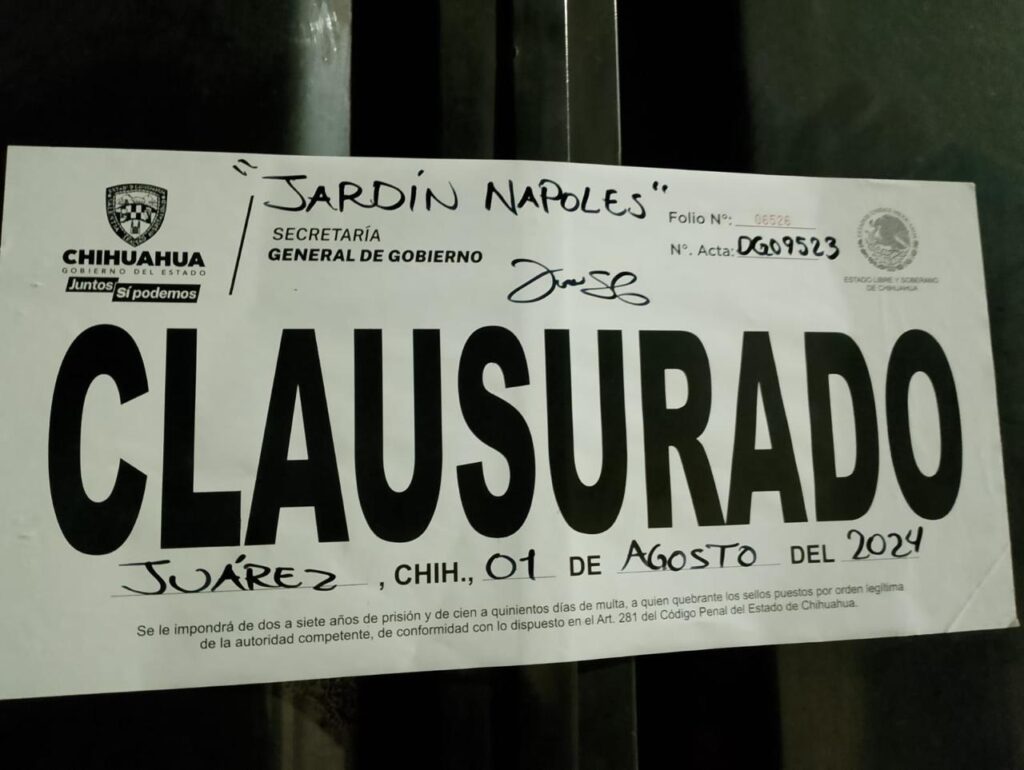 "JARDÍN NAPOLES"
CHIHUAHUA
GOBIERNO DEL ESTADO
Juntos Sí podemos
SECRETARÍA
GENERAL DE GOBIERNO
Folio Nº: 06526
Nº. Acta: DG09523
ESTADO LIBRE Y SOBERANO
DE CHIHUAHUA
CLAUSURADO
JUÁREZ, CHIH., 01 DE AGOSTO DEL 2024
Se le impondrá de dos a siete años de prisión y de cien a quinientos días de multa, a quien quebrante los sellos puestos por orden legítima
de la autoridad competente, de conformidad con lo dispuesto en el Art. 281 del Código Penal del Estado de Chihuahua.